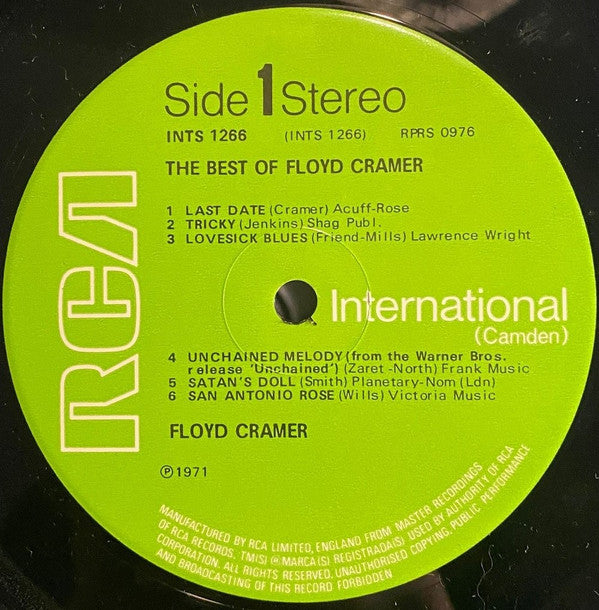 Side 1 Stereo
INTS 1266 (INTS 1266) RPRS 0976
THE BEST OF FLOYD CRAMER
1 LAST DATE (Cramer) Acuff-Rose
2 TRICKY (Jenkins) Shag Publ.
3 LOVESICK BLUES (Friend-Mills) Lawrence Wright
RCA
International
(Camden)
4 UNCHAINED MELODY (from the Warner Bros.
release 'Unchained') (Zaret-North) Frank Music
5 SATAN'S DOLL (Smith) Planetary-Nom (Ldn)
6 SAN ANTONIO ROSE (Wills) Victoria Music
FLOYD CRAMER
℗ 1971
MANUFACTURED BY RCA LIMITED, ENGLAND FROM MASTER RECORDINGS
OF RCA RECORDS. TM(S) ® MARCA(S) REGISTRADA(S) USED BY AUTHORITY OF RCA
CORPORATION. ALL RIGHTS RESERVED. UNAUTHORISED COPYING, PUBLIC PERFORMANCE
AND BROADCASTING OF THIS RECORD FORBIDDEN